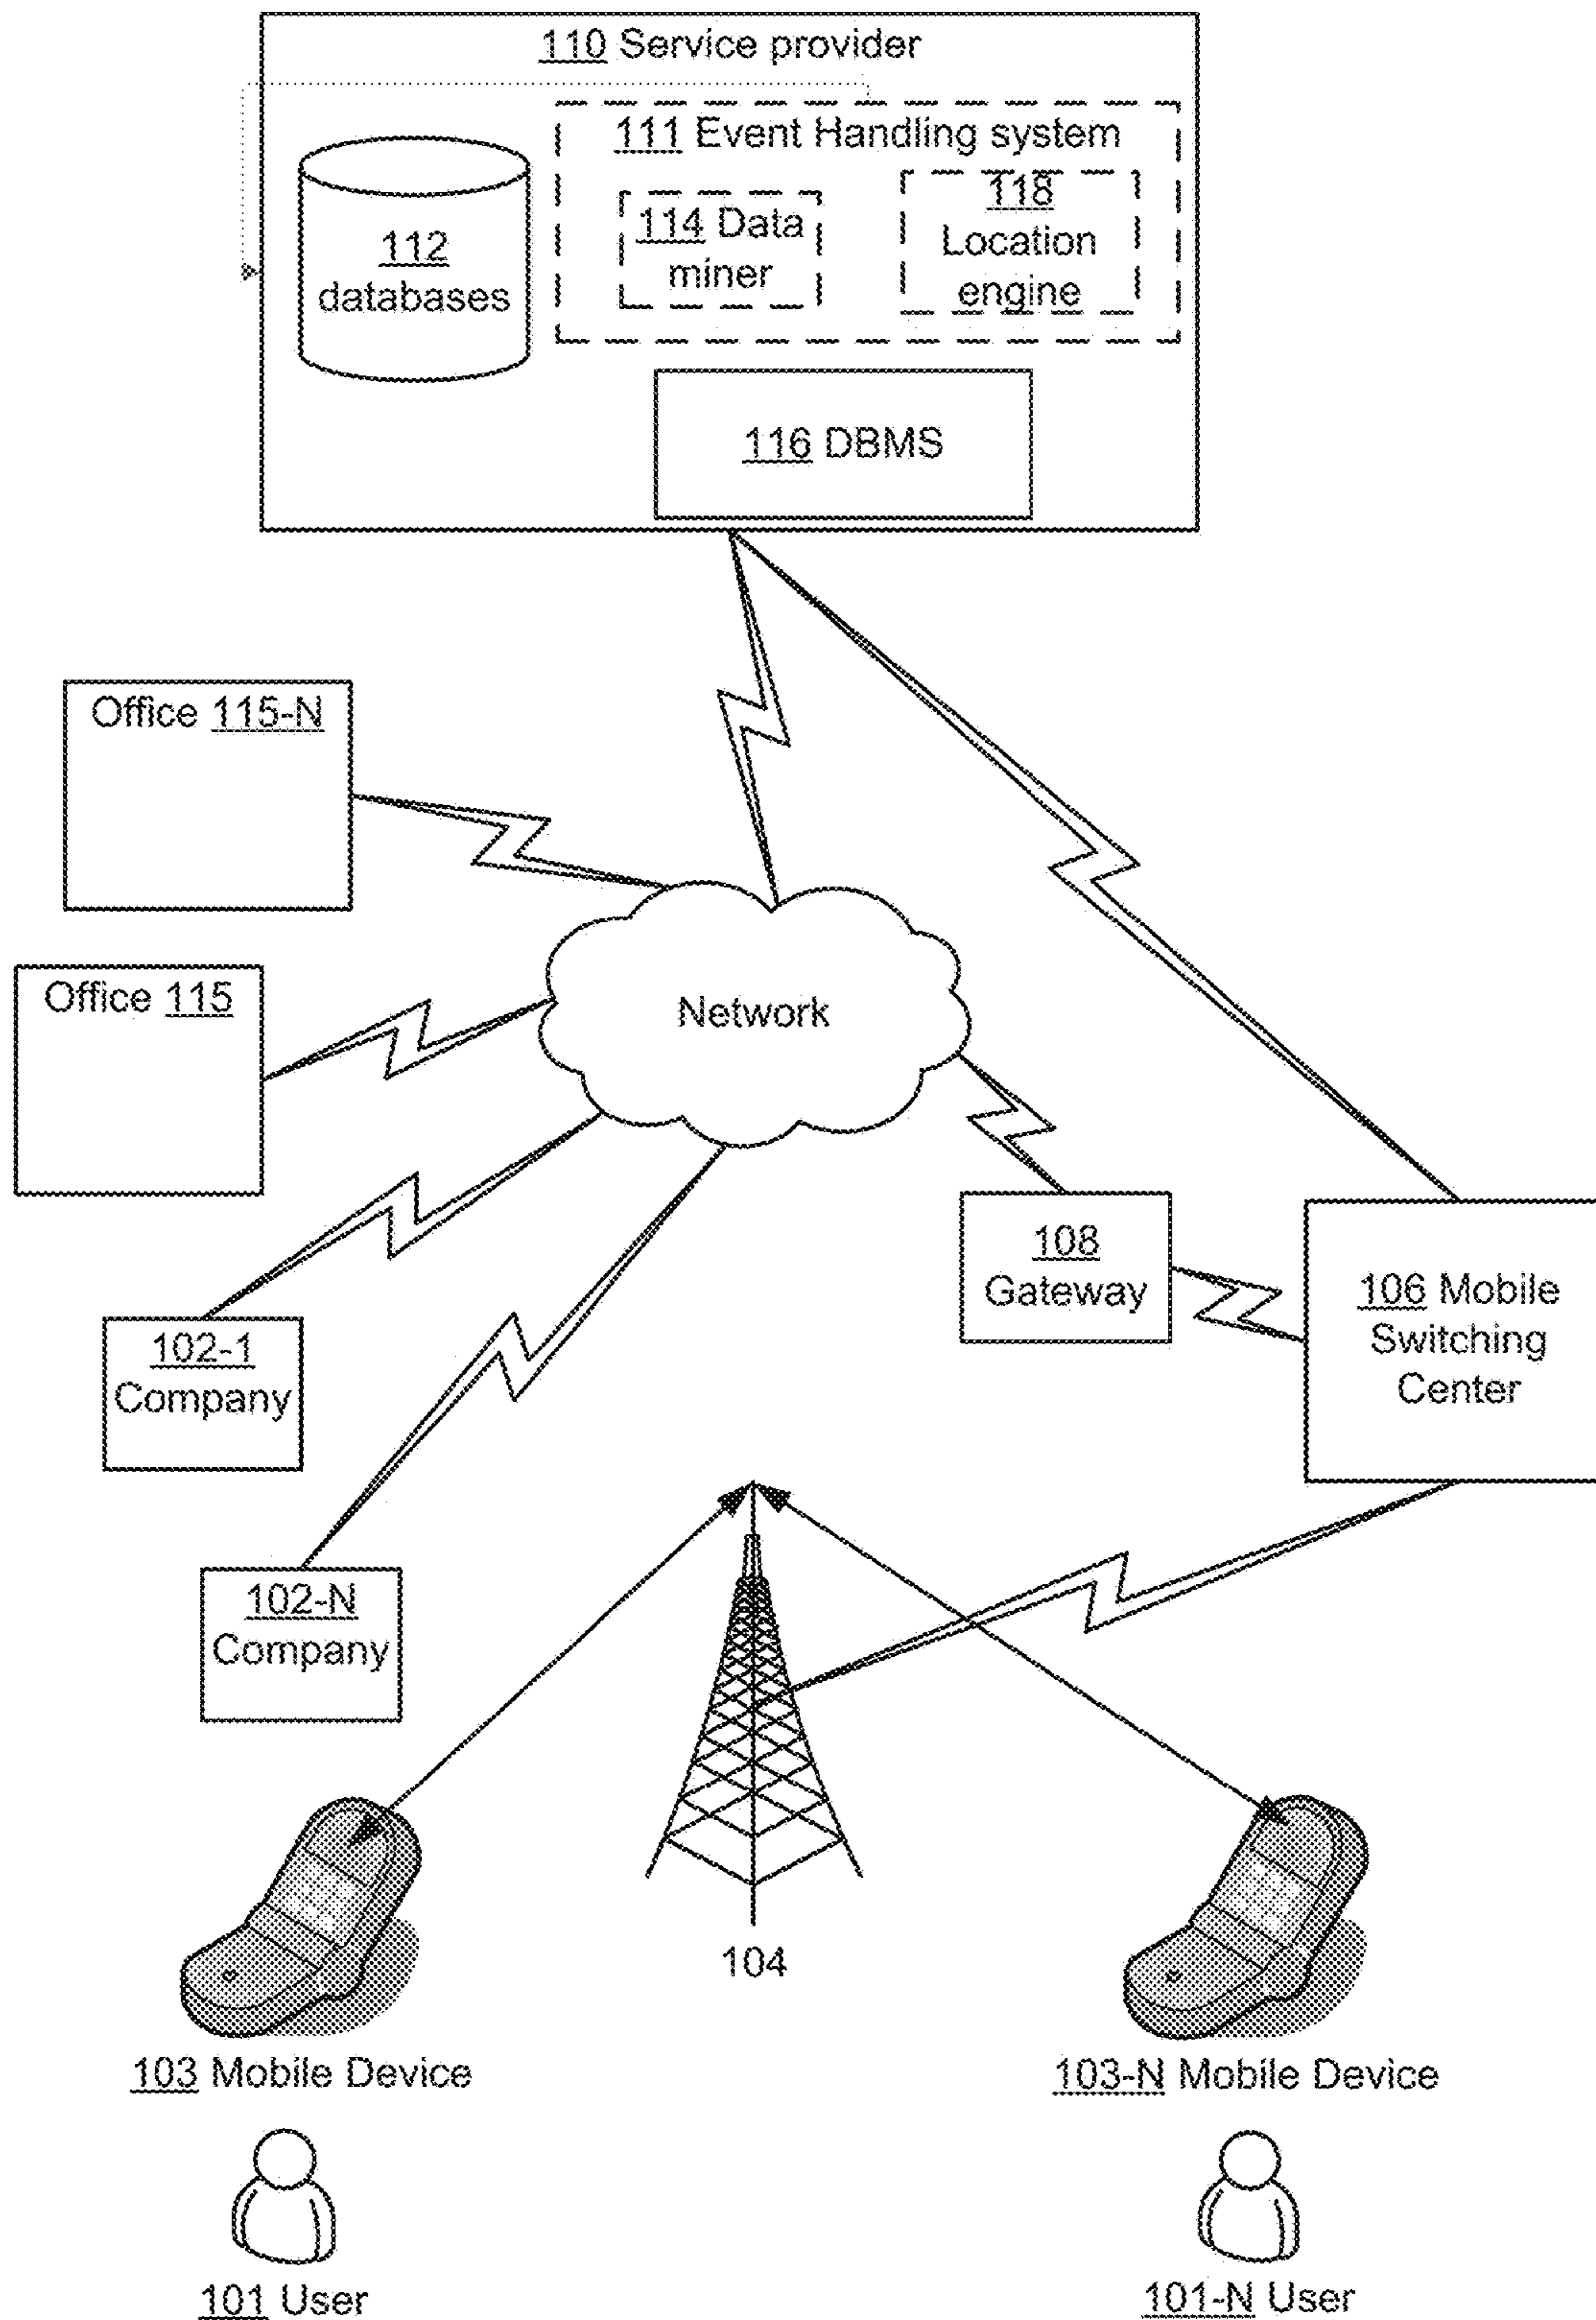 110 Service provider
111 Event Handling system
112
databases
114 Data
miner
118
Location
engine
116 DBMS
Office 115-N
Office 115
Network
108
Gateway
106 Mobile
Switching
Center
102-1
Company
102-N
Company
104
103 Mobile Device
103-N Mobile Device
101 User
101-N User